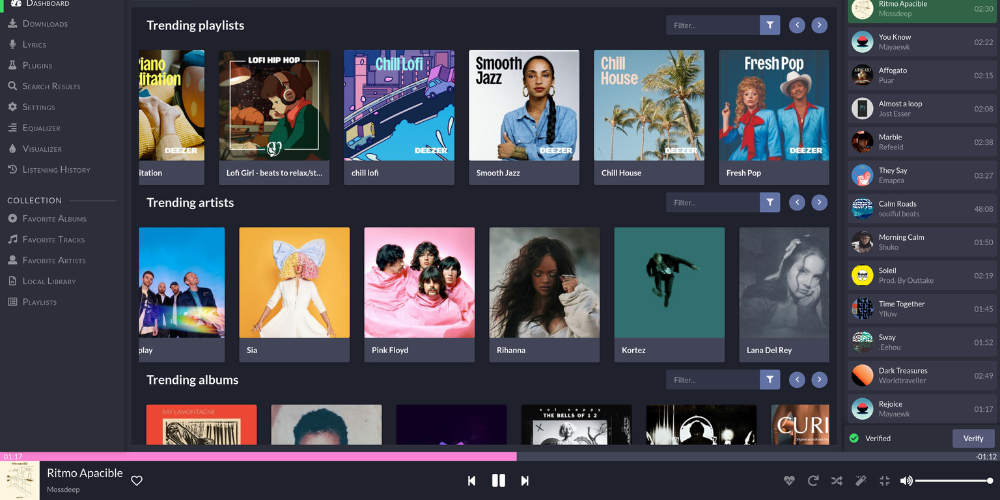 Dashboard
Downloads
Lyrics
Plugins
Search Results
Settings
Equalizer
Visualizer
Listening History
COLLECTION
Favorite Albums
Favorite Tracks
Favorite Artists
Local Library
Playlists
Trending playlists
Filter...
iano
ditation
itation
LOFI HIP HOP
Lofi Girl - beats to relax/st...
Chill Lofi
DEEZER
chill lofi
Smooth
Jazz
DEEZER
Smooth Jazz
Chill
House
DEEZER
Chill House
Fresh Pop
DEEZER
Fresh Pop
Trending artists
Filter...
play
Sia
Pink Floyd
Rihanna
Kortez
Lana Del Rey
Trending albums
Filter...
RAY LAMONTAGNE
THE BELLS OF 1 2
CURI
Ritmo Apacible
Mossdeep
02:30
You Know
Mayaewk
02:22
Affogato
Puar
02:15
Almost a loop
Jost Esser
02:08
Marble
Refeeld
02:38
They Say
Emapea
03:27
Calm Roads
soulful beats
48:08
Morning Calm
Shuko
01:50
Soleil
Prod. By Outtake
02:19
Time Together
Yllow
01:45
Sway
.Eehou
01:52
Dark Treasures
Worldtraveller
02:49
Rejoice
Mayaewk
01:17
Verified
Verify
01:17
-01:12
Ritmo Apacible
Mossdeep